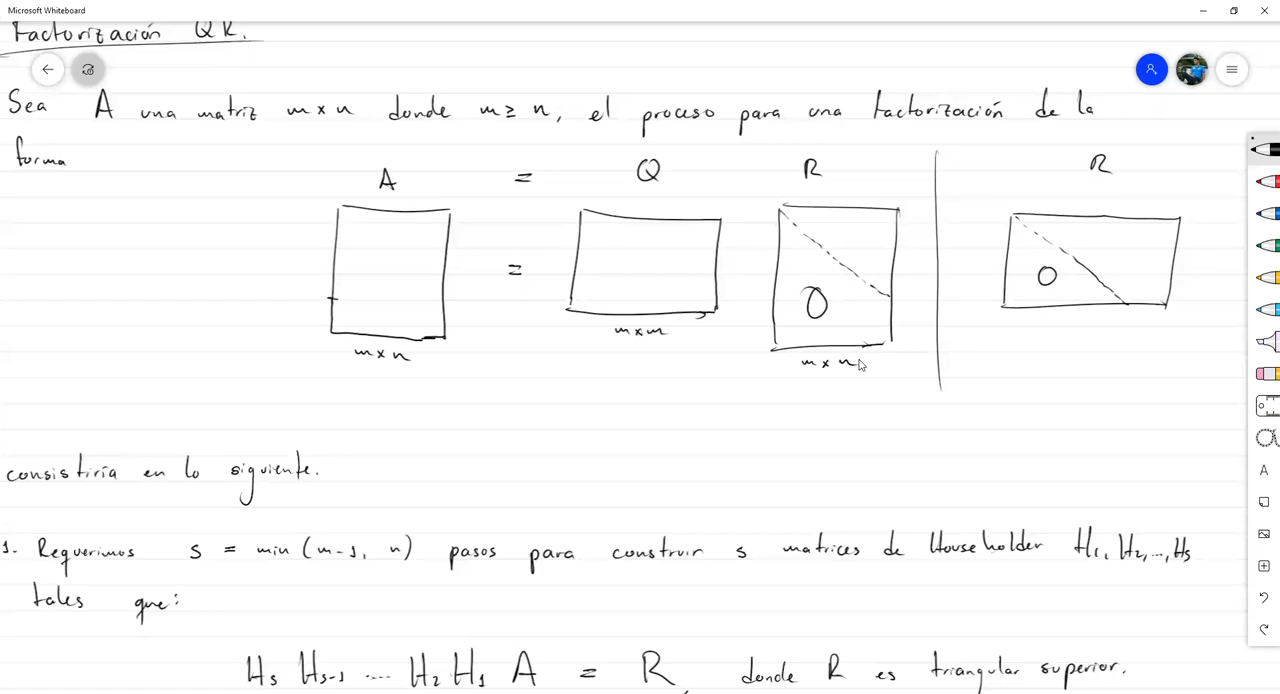 Microsoft Whiteboard
Factorización QR.
Sea A una matriz m x n donde m ≥ n, el proceso para una factorización de la
forma
A = Q R R
=
O O
m x n m x m m x n
consistiría en lo siguiente.
1. Requerimos s = min (m-1, n) pasos para construir s matrices de Householder H1, H2, ..., Hs
tales que:
Hs Hs-1 .... H2 H1 A = R, donde R es triangular superior.
A